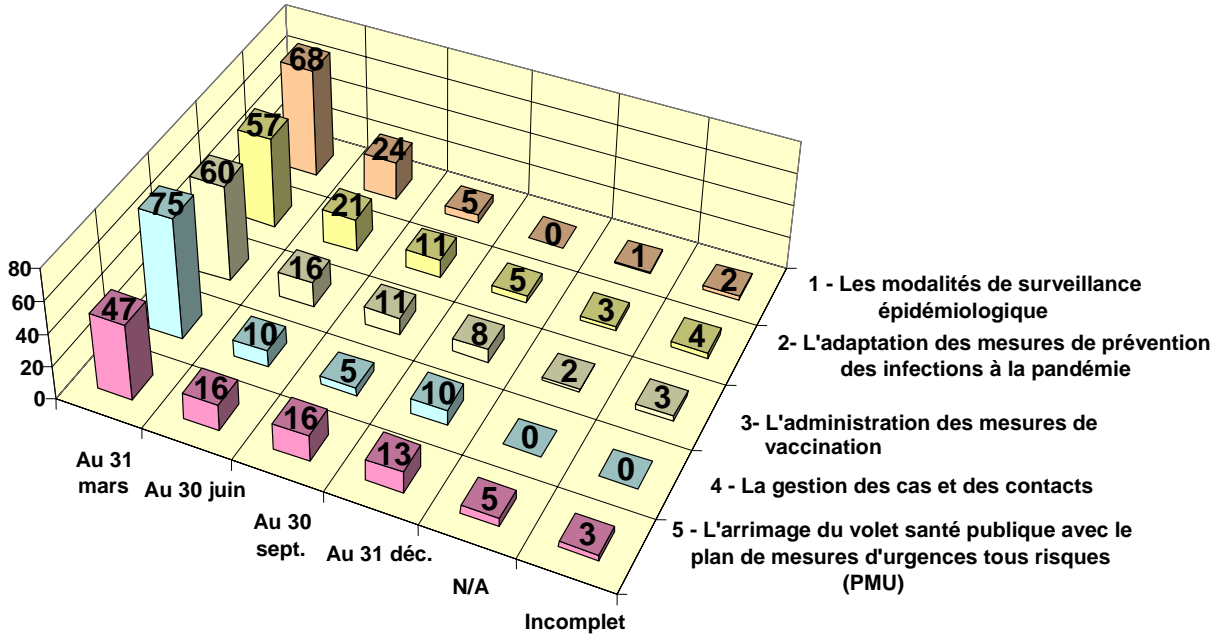 68 24 5 0 1 2
57 21 11 5 3 4
60 16 11 8 2 3
75 10 5 10 0 0
47 16 16 13 5 3
80
60
40
20
0
Au 31
mars
Au 30 juin
Au 30
sept.
Au 31 déc.
N/A
Incomplet
1 - Les modalités de surveillance
épidémiologique
2- L'adaptation des mesures de prévention
des infections à la pandémie
3- L'administration des mesures de
vaccination
4 - La gestion des cas et des contacts
5 - L'arrimage du volet santé publique avec le
plan de mesures d'urgences tous risques
(PMU)